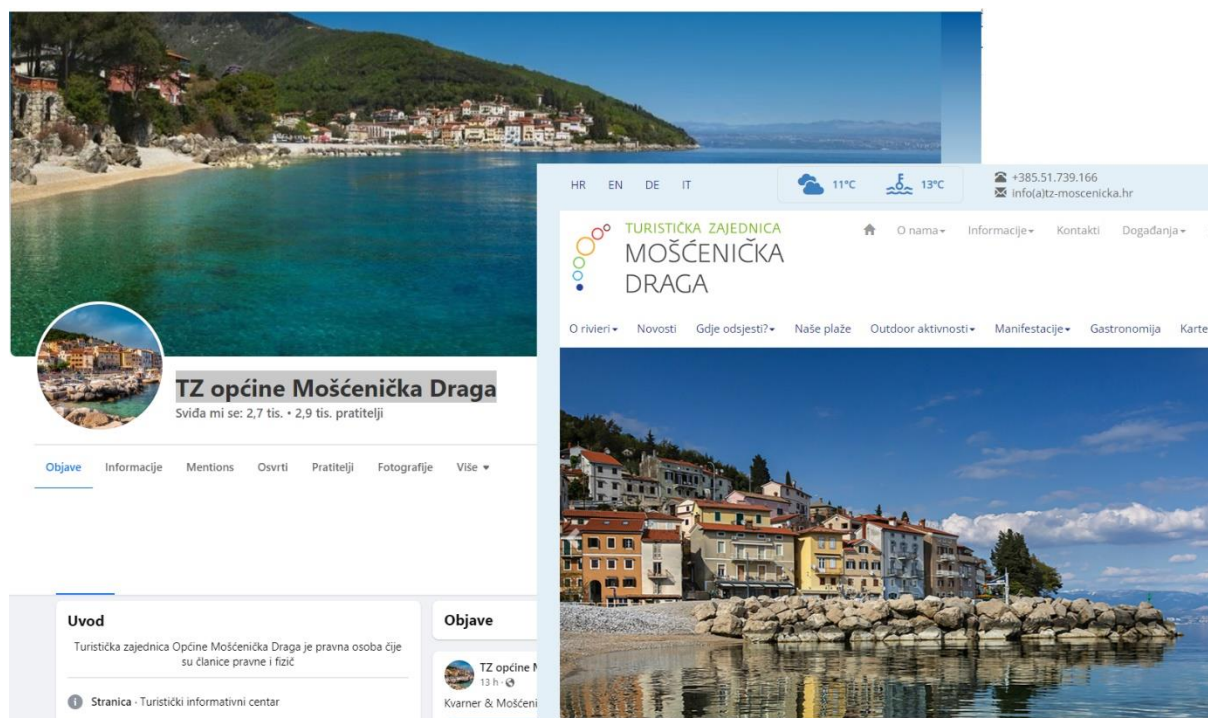 TZ općine Mošćenička Draga
Sviđa mi se: 2,7 tis. • 2,9 tis. pratitelji
Objave Informacije Mentions Osvrti Pratitelji Fotografije Više
Uvod
Turistička zajednica Općine Mošćenička Draga je pravna osoba čije
su članice pravne i fizič
Stranica · Turistički informativni centar
Objave
TZ općine
13 h ·
Kvarner & Mošćeni
HR EN DE IT
11°C
13°C
+385.51.739.166
info(a)tz-moscenicka.hr
TURISTIČKA ZAJEDNICA
MOŠĆENIČKA
DRAGA
O nama Informacije Kontakti Događanja
O rivieri Novosti Gdje odsjesti? Naše plaže Outdoor aktivnosti Manifestacije Gastronomija Karte